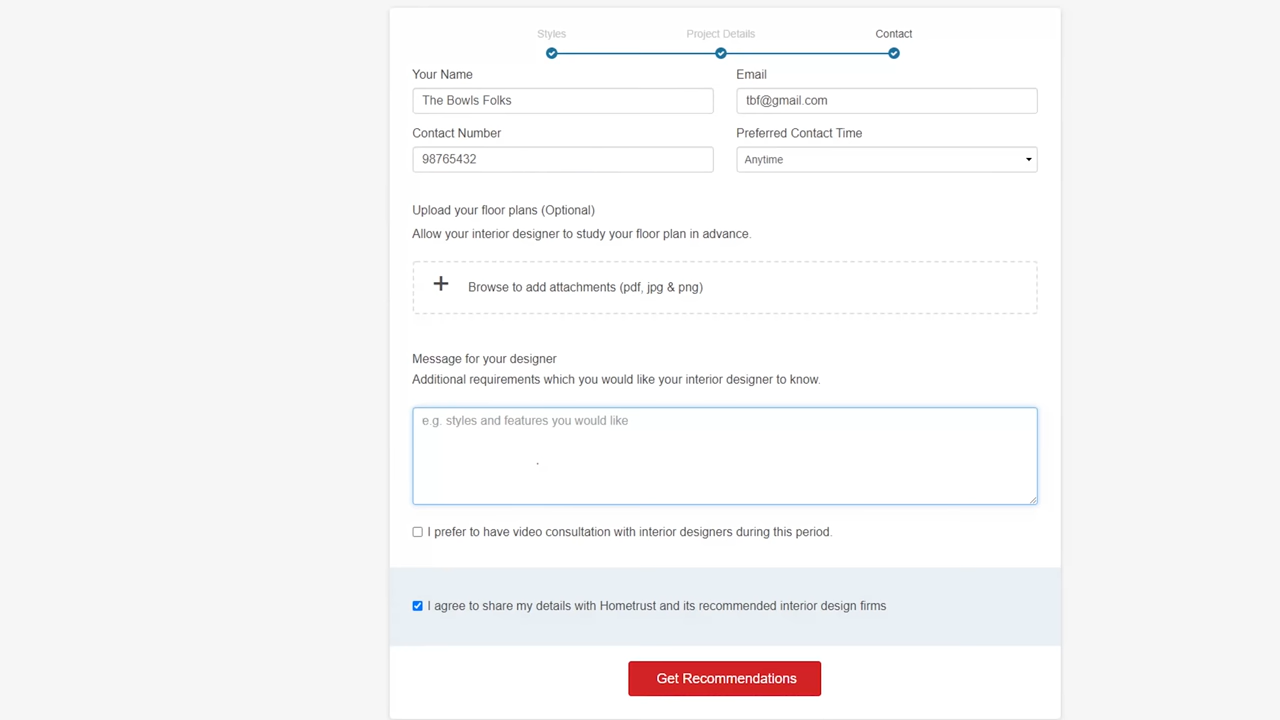 Styles Project Details Contact
Your Name Email
The Bowls Folks tbf@gmail.com
Contact Number Preferred Contact Time
98765432 Anytime
Upload your floor plans (Optional)
Allow your interior designer to study your floor plan in advance.
+ Browse to add attachments (pdf, jpg & png)
Message for your designer
Additional requirements which you would like your interior designer to know.
e.g. styles and features you would like
I prefer to have video consultation with interior designers during this period.
I agree to share my details with Hometrust and its recommended interior design firms
Get Recommendations